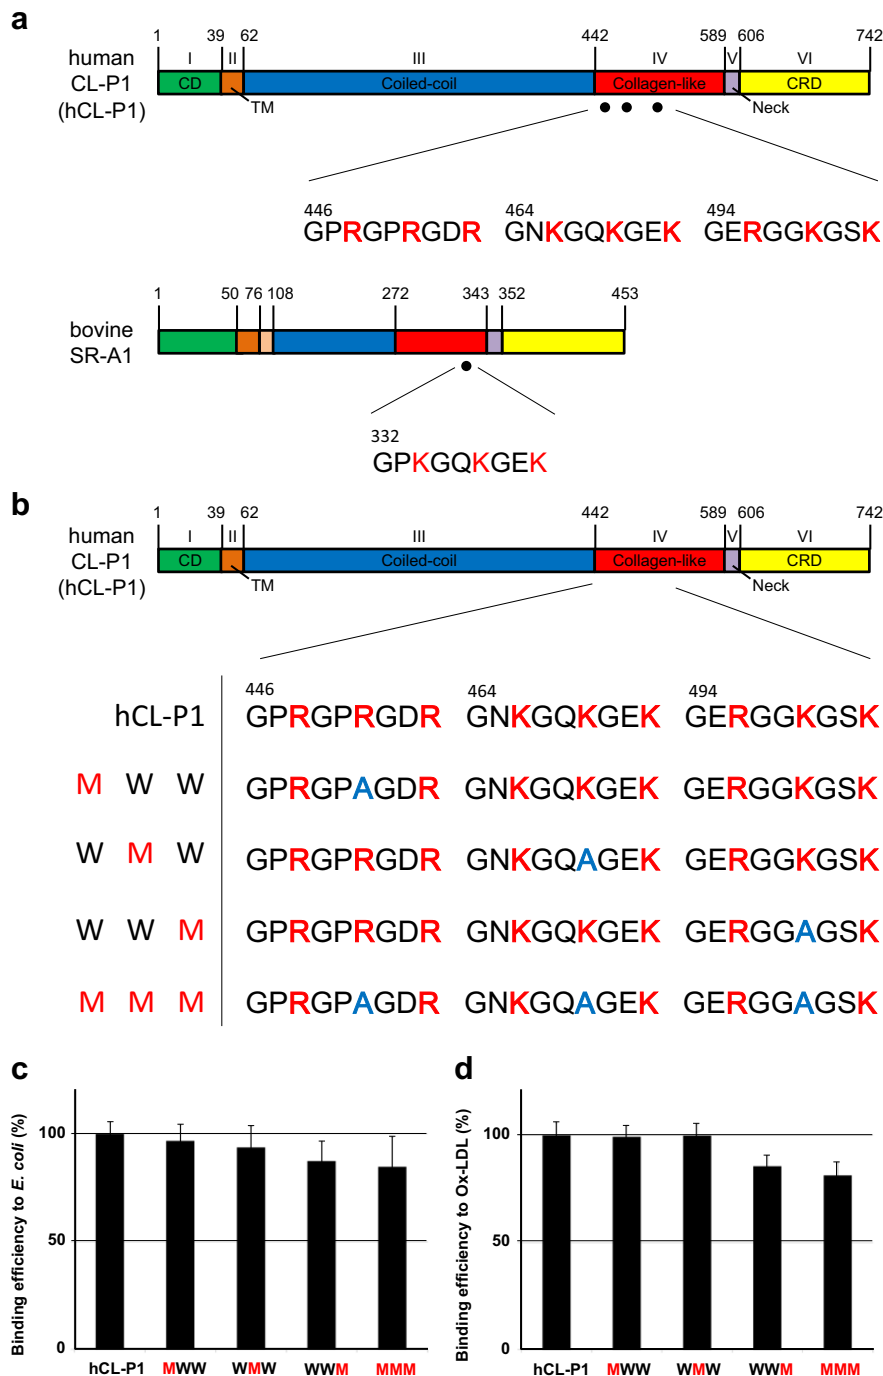 a
1 39 62 442 589 606 742
I II III IV V VI
human
CL-P1
(hCL-P1)
CD Coiled-coil Collagen-like CRD
TM Neck
446 464 494
GPRGPRGDR GNKGQKGEK GERGGKGSK
1 50 76 108 272 343 352 453
bovine
SR-A1
332
GPKGQKGEK
b
1 39 62 442 589 606 742
I II III IV V VI
human
CL-P1
(hCL-P1)
CD Coiled-coil Collagen-like CRD
TM Neck
446 464 494
hCL-P1 GPRGPRGDR GNKGQKGEK GERGGKGSK
M W W GPRGPAGDR GNKGQKGEK GERGGKGSK
W M W GPRGPRGDR GNKGQAGEK GERGGKGSK
W W M GPRGPRGDR GNKGQKGEK GERGGAGSK
M M M GPRGPAGDR GNKGQAGEK GERGGAGSK
c
Binding efficiency to E. coli (%)
100
50
0
hCL-P1 MWW WMW WWM MMM
d
Binding efficiency to Ox-LDL (%)
100
50
0
hCL-P1 MWW WMW WWM MMM